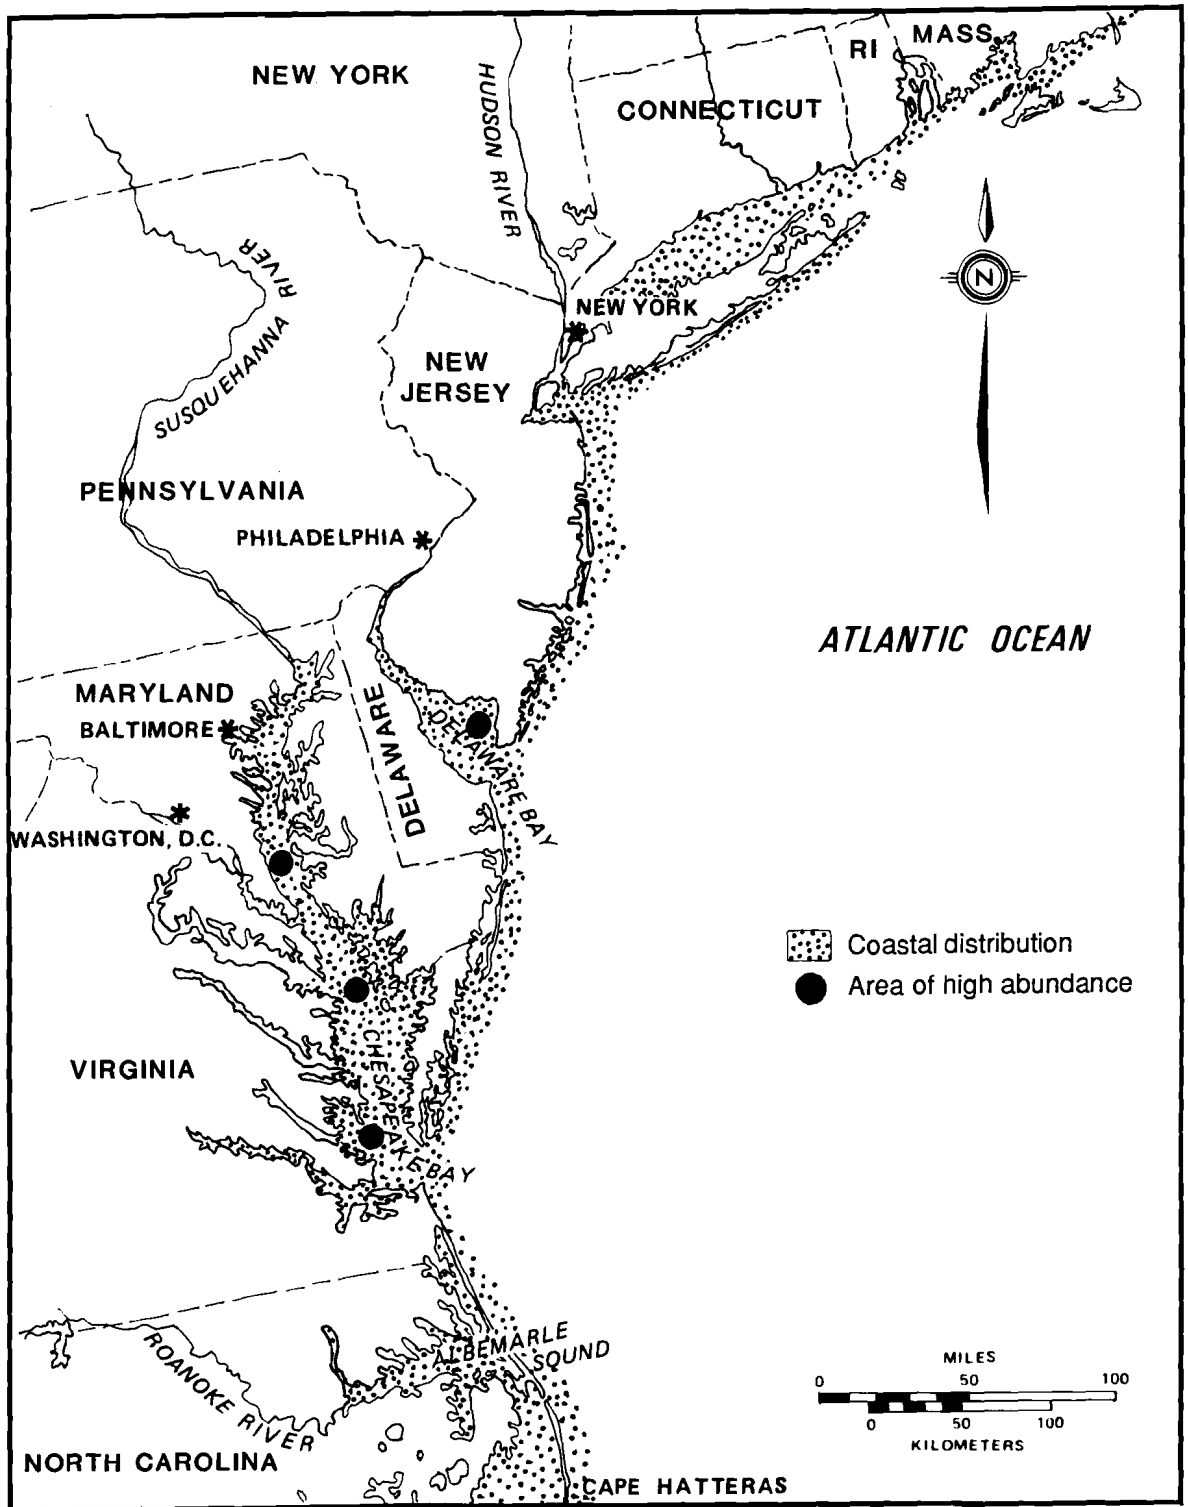 MASS.
RI
NEW YORK
HUDSON RIVER
CONNECTICUT
RIVER
SUSQUEHANNA
N
NEW YORK
NEW
JERSEY
PENNSYLVANIA
PHILADELPHIA
ATLANTIC OCEAN
MARYLAND
BALTIMORE
DELAWARE
DELAWARE BAY
WASHINGTON, D.C.
Coastal distribution
Area of high abundance
VIRGINIA
CHESAPEAKE BAY
ALBEMARLE
SOUND
ROANOKE RIVER
MILES
0 50 100
0 50 100
KILOMETERS
NORTH CAROLINA
CAPE HATTERAS